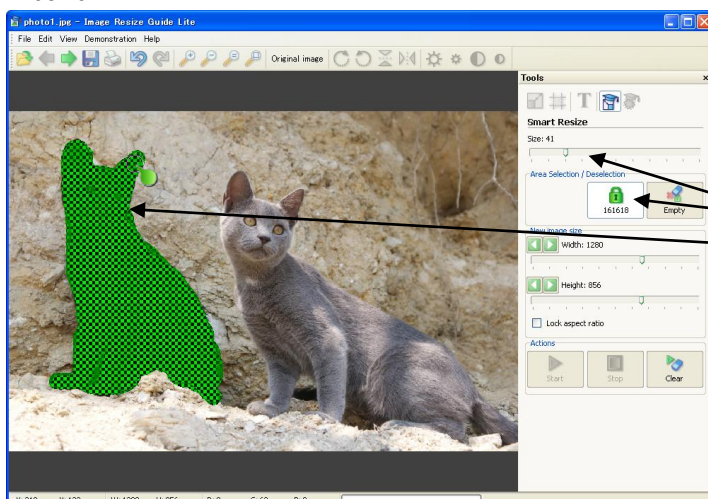 photo1.jpg - Image Resize Guide Lite
File Edit View Demonstration Help
Original image
Tools
Smart Resize
Size: 41
Area Selection / Deselection
161618 Empty
New image size
Width: 1280
Height: 856
Lock aspect ratio
Actions
Start Stop Clear